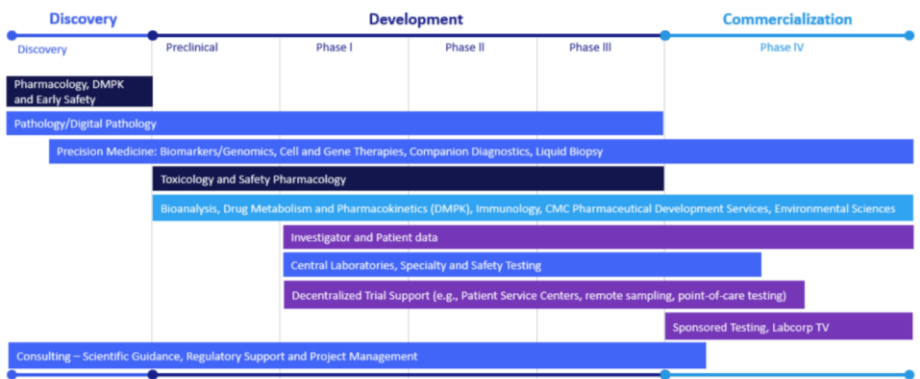 Discovery
Development
Commercialization
Discovery
Preclinical
Phase I
Phase II
Phase III
Phase IV
Pharmacology, DMPK
and Early Safety
Pathology/Digital Pathology
Precision Medicine: Biomarkers/Genomics, Cell and Gene Therapies, Companion Diagnostics, Liquid Biopsy
Toxicology and Safety Pharmacology
Bioanalysis, Drug Metabolism and Pharmacokinetics (DMPK), Immunology, CMC Pharmaceutical Development Services, Environmental Sciences
Investigator and Patient data
Central Laboratories, Specialty and Safety Testing
Decentralized Trial Support (e.g., Patient Service Centers, remote sampling, point-of-care testing)
Sponsored Testing, Labcorp TV
Consulting – Scientific Guidance, Regulatory Support and Project Management